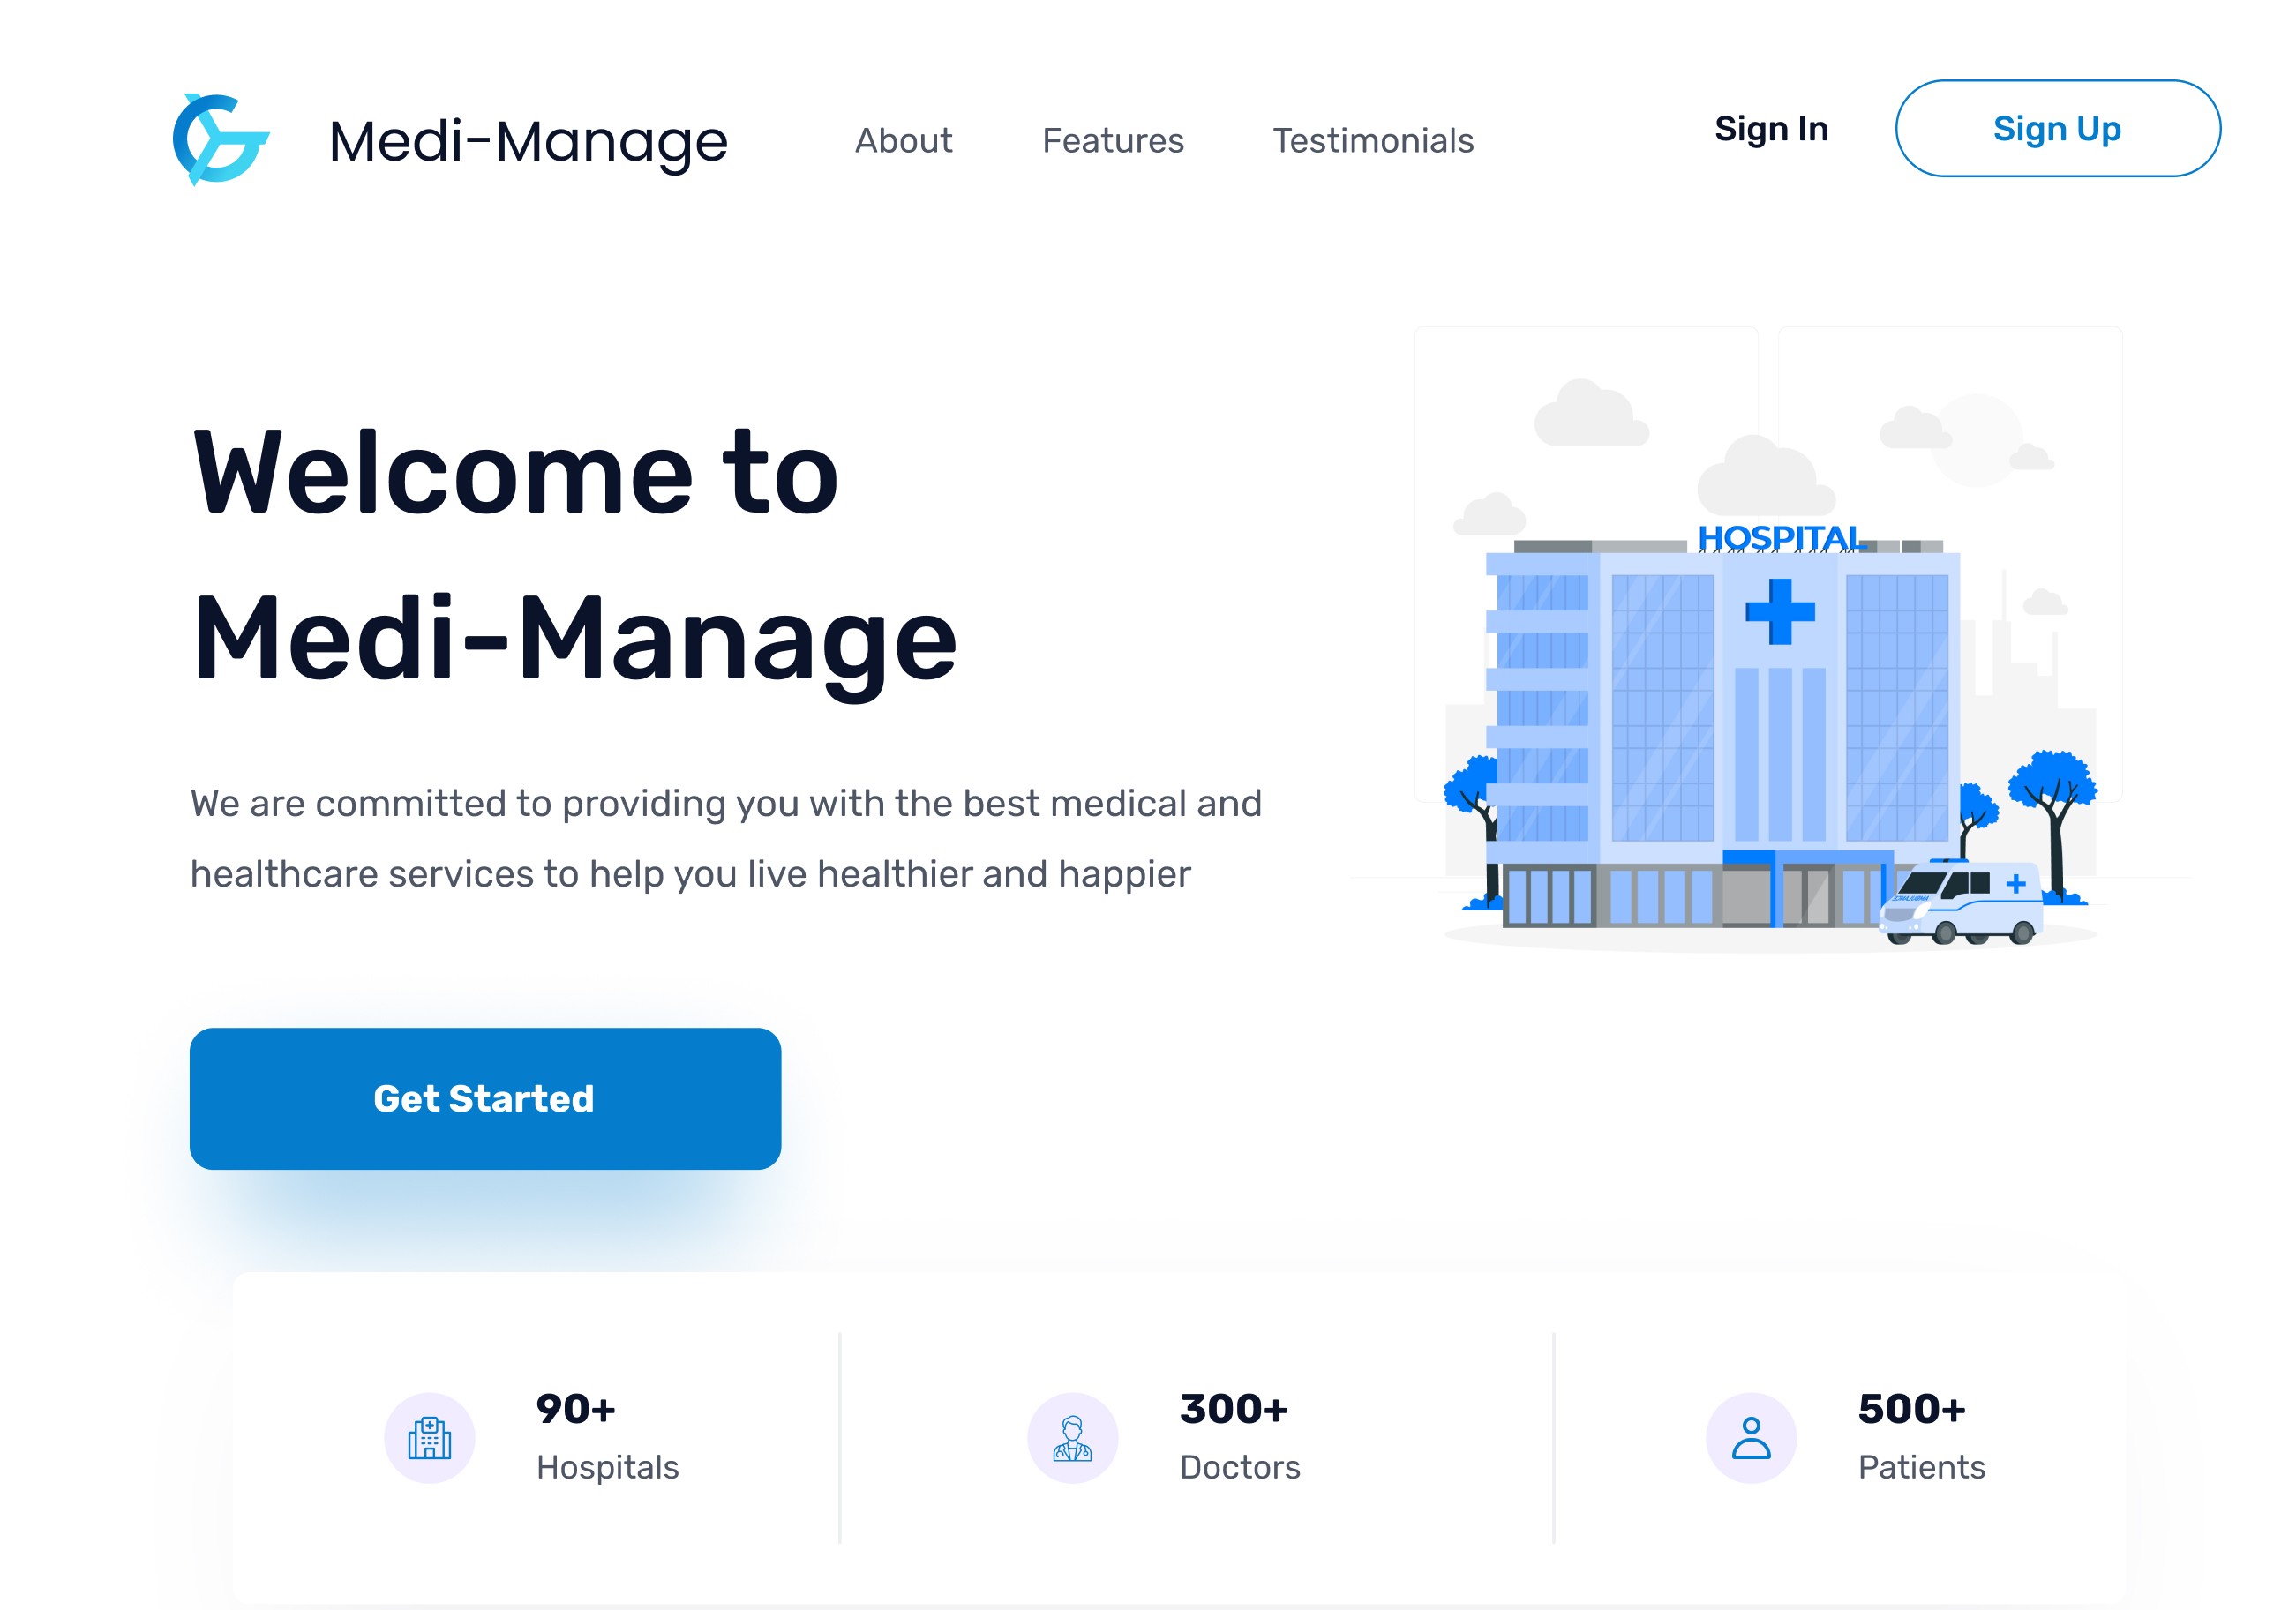 Medi-Manage
About
Features
Testimonials
Sign In
Sign Up
Welcome to
Medi-Manage
We are committed to providing you with the best medical and
healthcare services to help you live healthier and happier
HOSPITAL
Get Started
90+
Hospitals
300+
Doctors
500+
Patients